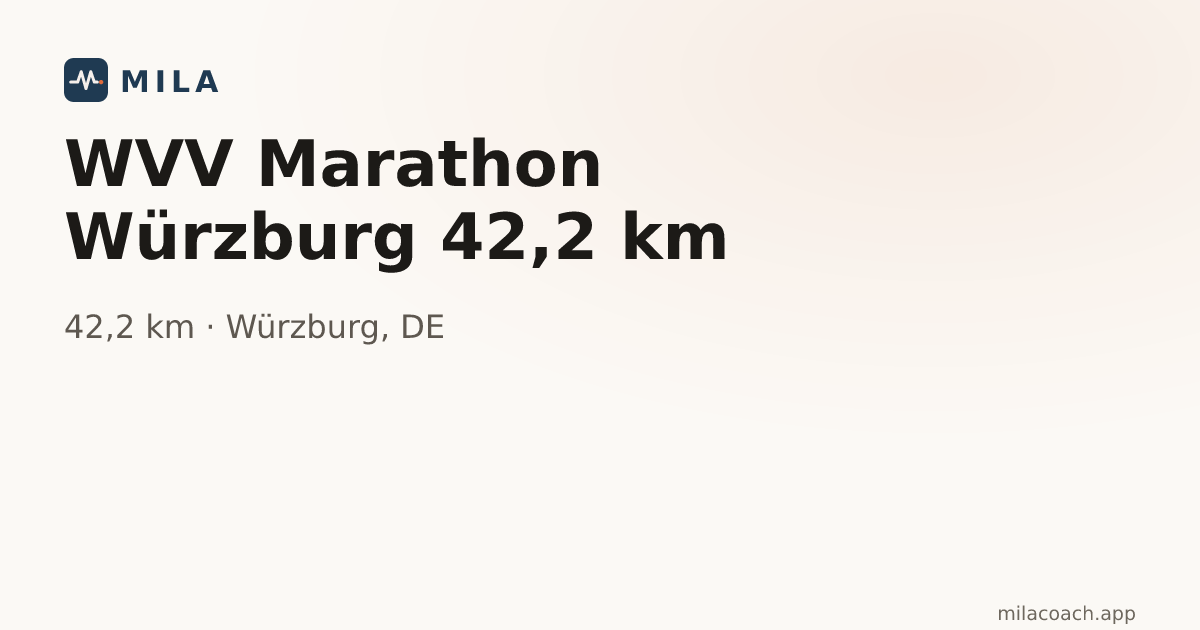 MILA
WVV Marathon
Würzburg 42,2 km
42,2 km · Würzburg, DE
milacoach.app